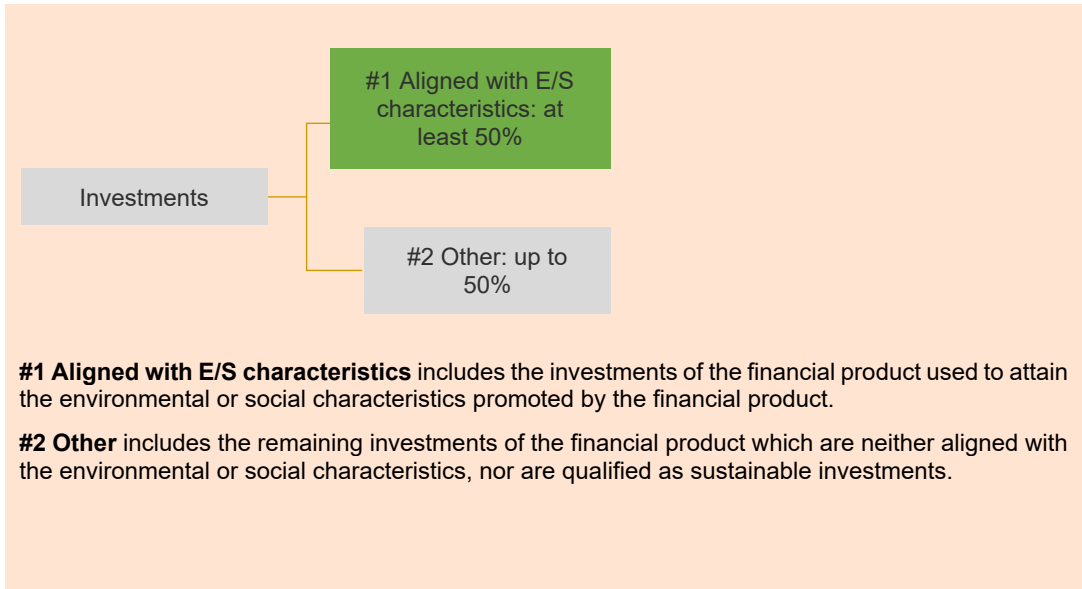 #1 Aligned with E/S
characteristics: at
least 50%
Investments
#2 Other: up to
50%
#1 Aligned with E/S characteristics includes the investments of the financial product used to attain
the environmental or social characteristics promoted by the financial product.
#2 Other includes the remaining investments of the financial product which are neither aligned with
the environmental or social characteristics, nor are qualified as sustainable investments.